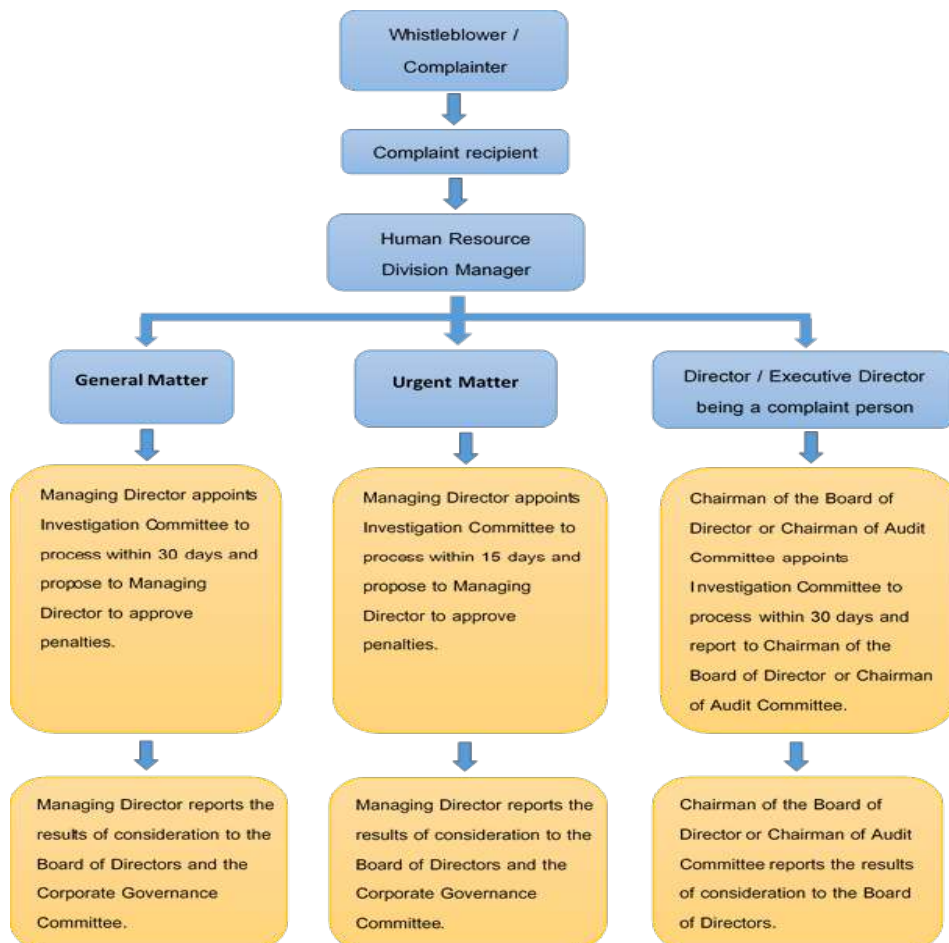 Whistleblower /
Complainter
Complaint recipient
Human Resource
Division Manager
General Matter
Urgent Matter
Director / Executive Director
being a complaint person
Managing Director appoints
Investigation Committee to
process within 30 days and
propose to Managing
Director to approve
penalties.
Managing Director appoints
Investigation Committee to
process within 15 days and
propose to Managing
Director to approve
penalties.
Chairman of the Board of
Director or Chairman of Audit
Committee appoints
Investigation Committee to
process within 30 days and
report to Chairman of the
Board of Director or Chairman
of Audit Committee.
Managing Director reports the
results of consideration to the
Board of Directors and the
Corporate Governance
Committee.
Managing Director reports the
results of consideration to the
Board of Directors and the
Corporate Governance
Committee.
Chairman of the Board of
Director or Chairman of Audit
Committee reports the results
of consideration to the Board
of Directors.